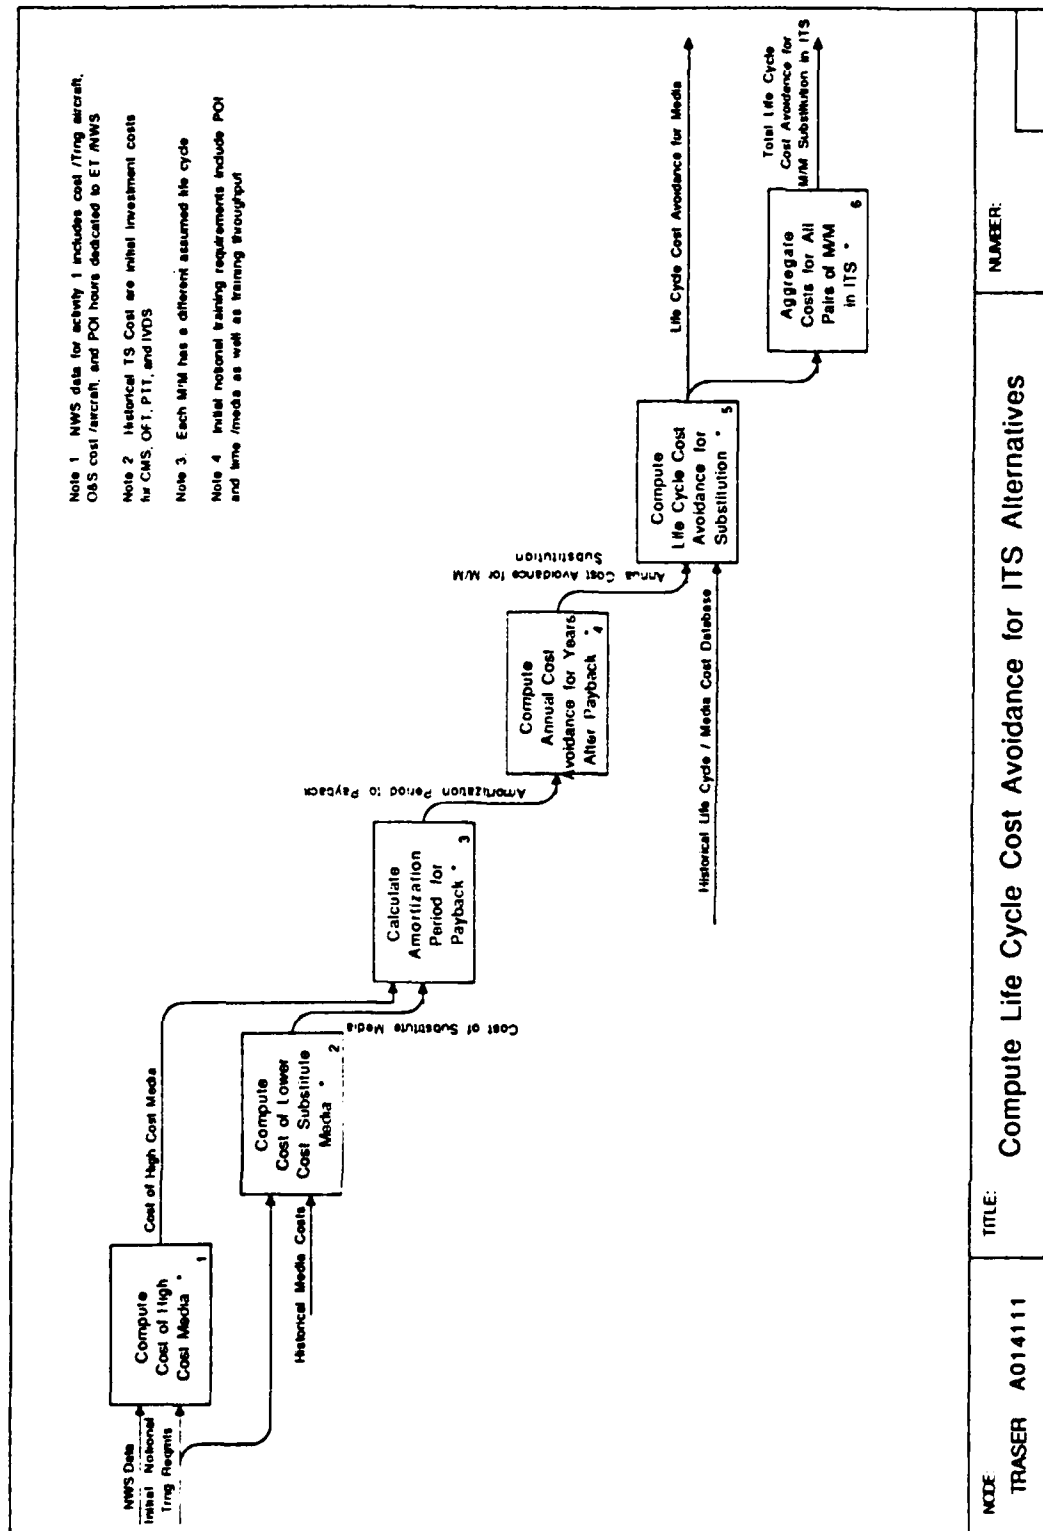 Note 1 NWS data for activity 1 includes cost /Trng aircraft,
O&S cost /aircraft, and POI hours dedicated to ET /NWS
Note 2 Historical TS Cost are initial investment costs
for CMS, OFT, PTT, and IVDS
Note 3. Each M/M has a different assumed life cycle
Note 4 Initial notional training requirements include POI
and time /media as well as training throughput
NWS Data
Initial Notional
Trng Reqmts
Compute
Cost of High
Cost Media *
1
Cost of High Cost Media
Historical Media Costs
Compute
Cost of Lower
Cost Substitute
Media *
2
Cost of Substitute Media
Calculate
Amortization
Period for
Payback *
3
Amortization Period to Payback
Compute
Annual Cost
Avoidance for Years
After Payback *
4
Annua Cost Avoidance for M/M
Substitution
Historical Life Cycle / Media Cost Database
Compute
Life Cycle Cost
Avoidance for
Substitution *
5
Life Cycle Cost Avoidance for Media
Aggregate
Costs for All
Pairs of M/M
in ITS *
6
Total Life Cycle
Cost Avoidance for
M/M Substitution in ITS
NODE:
TRASER A014111
TITLE:
Compute Life Cycle Cost Avoidance for ITS Alternatives
NUMBER: